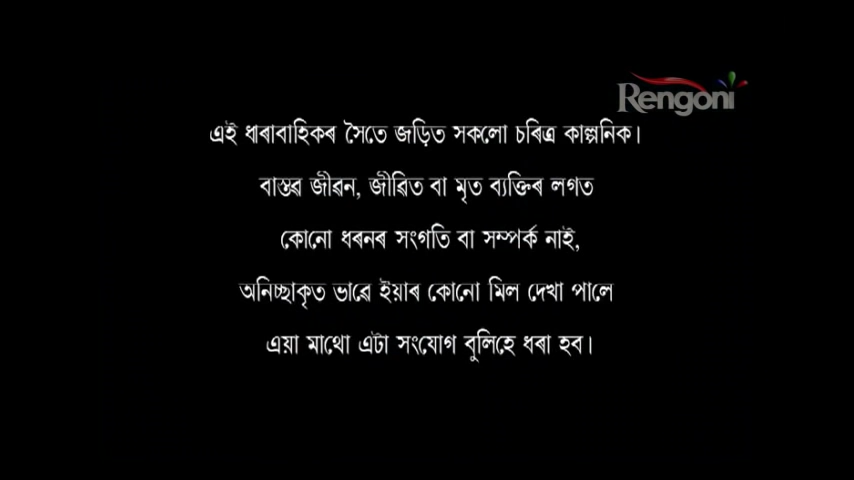 Rengoni
এই ধাৰাবাহিকৰ সৈতে জড়িত সকলো চৰিত্ৰ কাল্পনিক।
বাস্তৱ জীৱন, জীৱিত বা মৃত ব্যক্তিৰ লগত
কোনো ধৰনৰ সংগতি বা সম্পৰ্ক নাই,
অনিচ্ছাকৃত ভাৱে ইয়াৰ কোনো মিল দেখা পালে
এয়া মাথো এটা সংযোগ বুলিহে ধৰা হব।